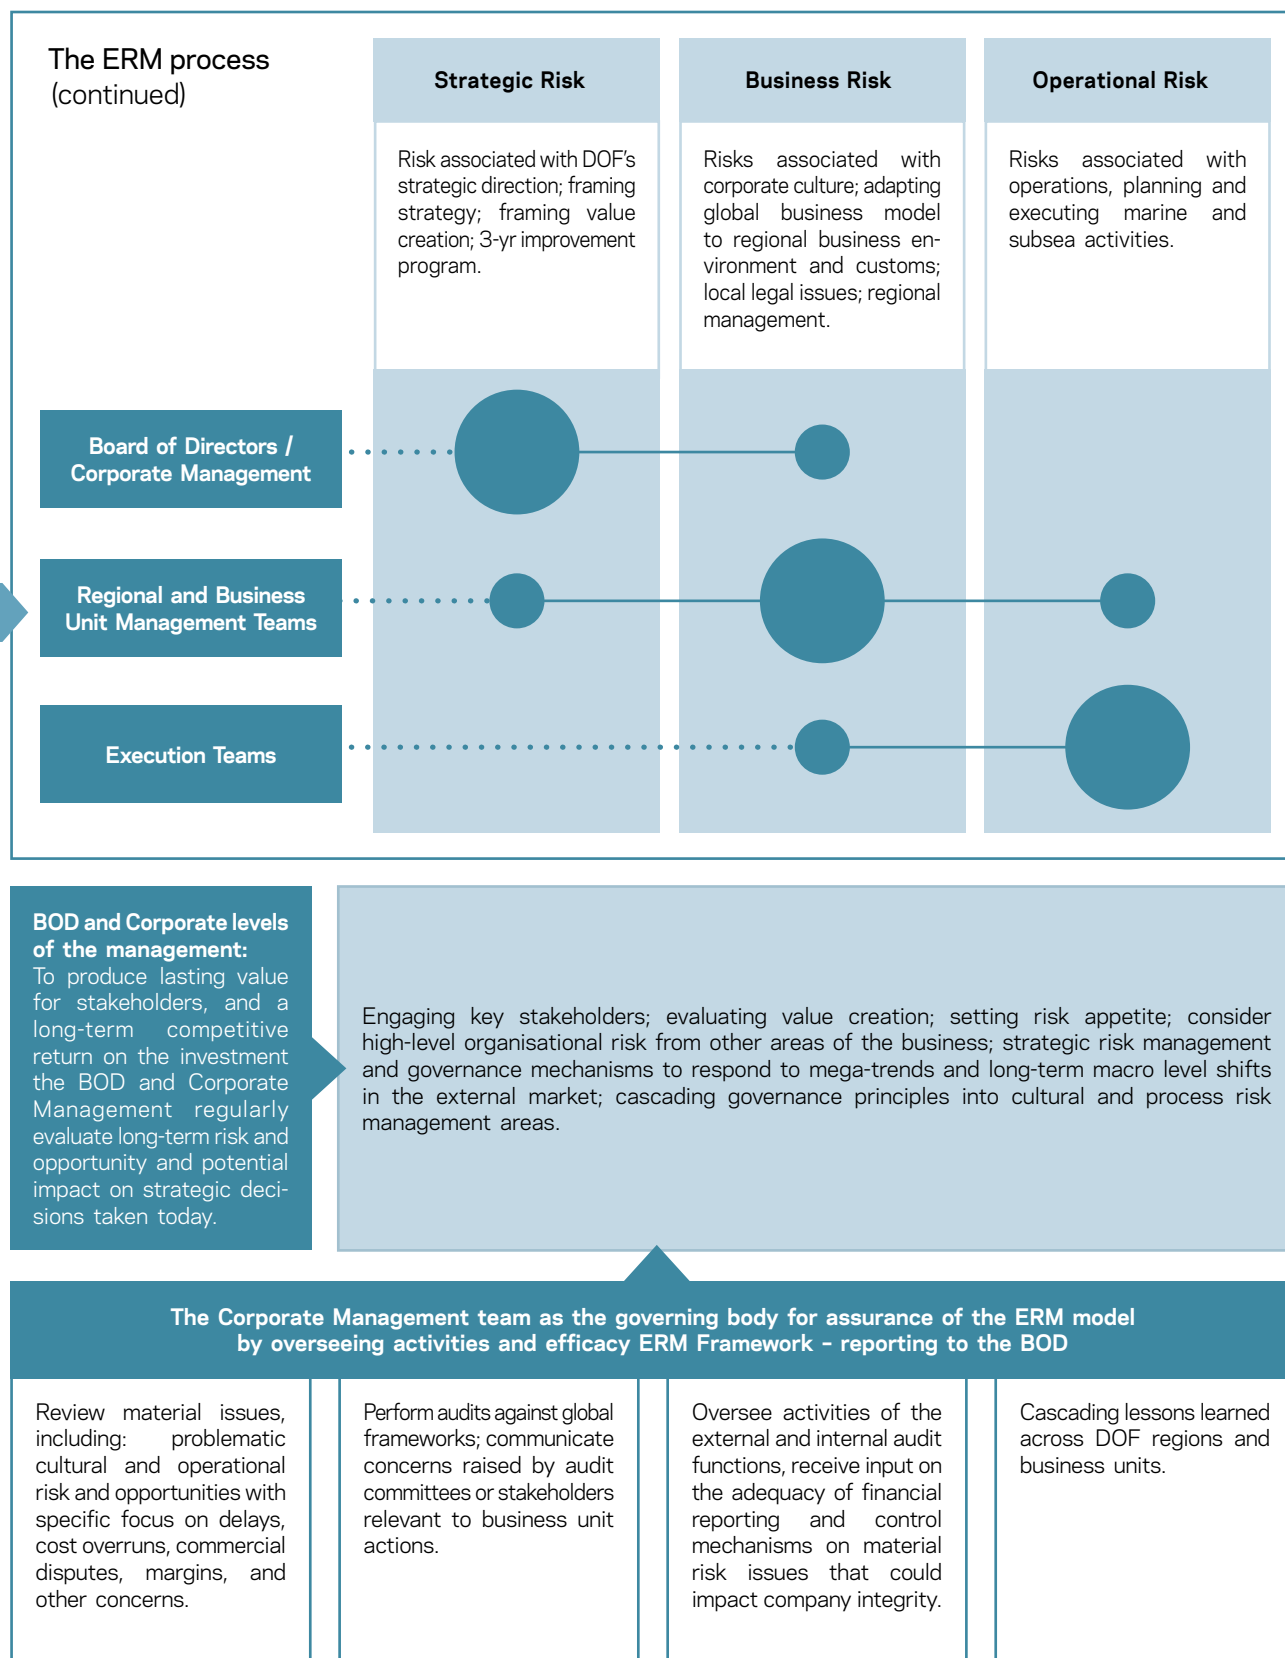 The ERM process
(continued)
Strategic Risk
Business Risk
Operational Risk
Risk associated with DOF's
strategic direction; framing
strategy; framing value
creation; 3-yr improvement
program.
Risks associated with
corporate culture; adapting
global business model
to regional business en-
vironment and customs;
local legal issues; regional
management.
Risks associated with
operations, planning and
executing marine and
subsea activities.
Board of Directors /
Corporate Management
Regional and Business
Unit Management Teams
Execution Teams
BOD and Corporate levels
of the management:
To produce lasting value
for stakeholders, and a
long-term competitive
return on the investment
the BOD and Corporate
Management regularly
evaluate long-term risk and
opportunity and potential
impact on strategic deci-
sions taken today.
Engaging key stakeholders; evaluating value creation; setting risk appetite; consider
high-level organisational risk from other areas of the business; strategic risk management
and governance mechanisms to respond to mega-trends and long-term macro level shifts
in the external market; cascading governance principles into cultural and process risk
management areas.
The Corporate Management team as the governing body for assurance of the ERM model
by overseeing activities and efficacy ERM Framework - reporting to the BOD
Review material issues,
including: problematic
cultural and operational
risk and opportunities with
specific focus on delays,
cost overruns, commercial
disputes, margins, and
other concerns.
Perform audits against global
frameworks; communicate
concerns raised by audit
committees or stakeholders
relevant to business unit
actions.
Oversee activities of the
external and internal audit
functions, receive input on
the adequacy of financial
reporting and control
mechanisms on material
risk issues that could
impact company integrity.
Cascading lessons learned
across DOF regions and
business units.